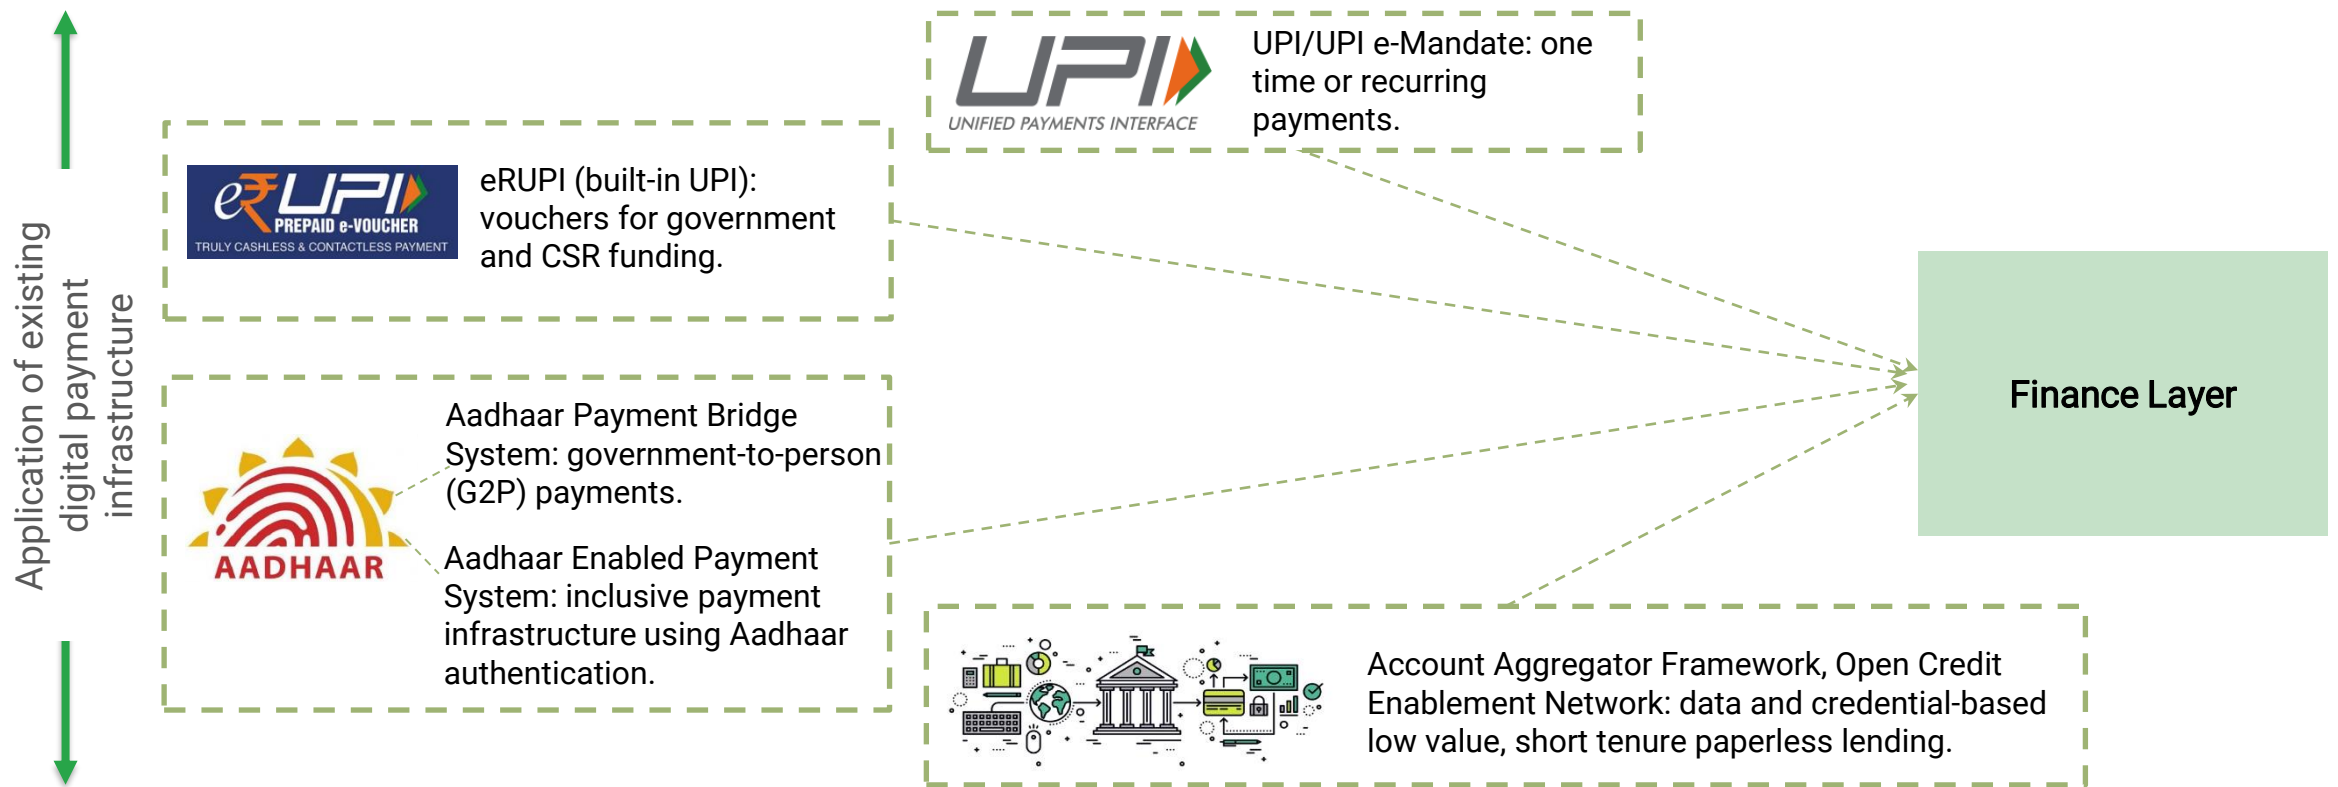 Application of existing
digital payment
infrastructure
UPI
UNIFIED PAYMENTS INTERFACE
UPI/UPI e-Mandate: one
time or recurring
payments.
e₹UPI
PREPAID e-VOUCHER
TRULY CASHLESS & CONTACTLESS PAYMENT
eRUPI (built-in UPI):
vouchers for government
and CSR funding.
AADHAAR
Aadhaar Payment Bridge
System: government-to-person
(G2P) payments.
Aadhaar Enabled Payment
System: inclusive payment
infrastructure using Aadhaar
authentication.
Account Aggregator Framework, Open Credit
Enablement Network: data and credential-based
low value, short tenure paperless lending.
Finance Layer